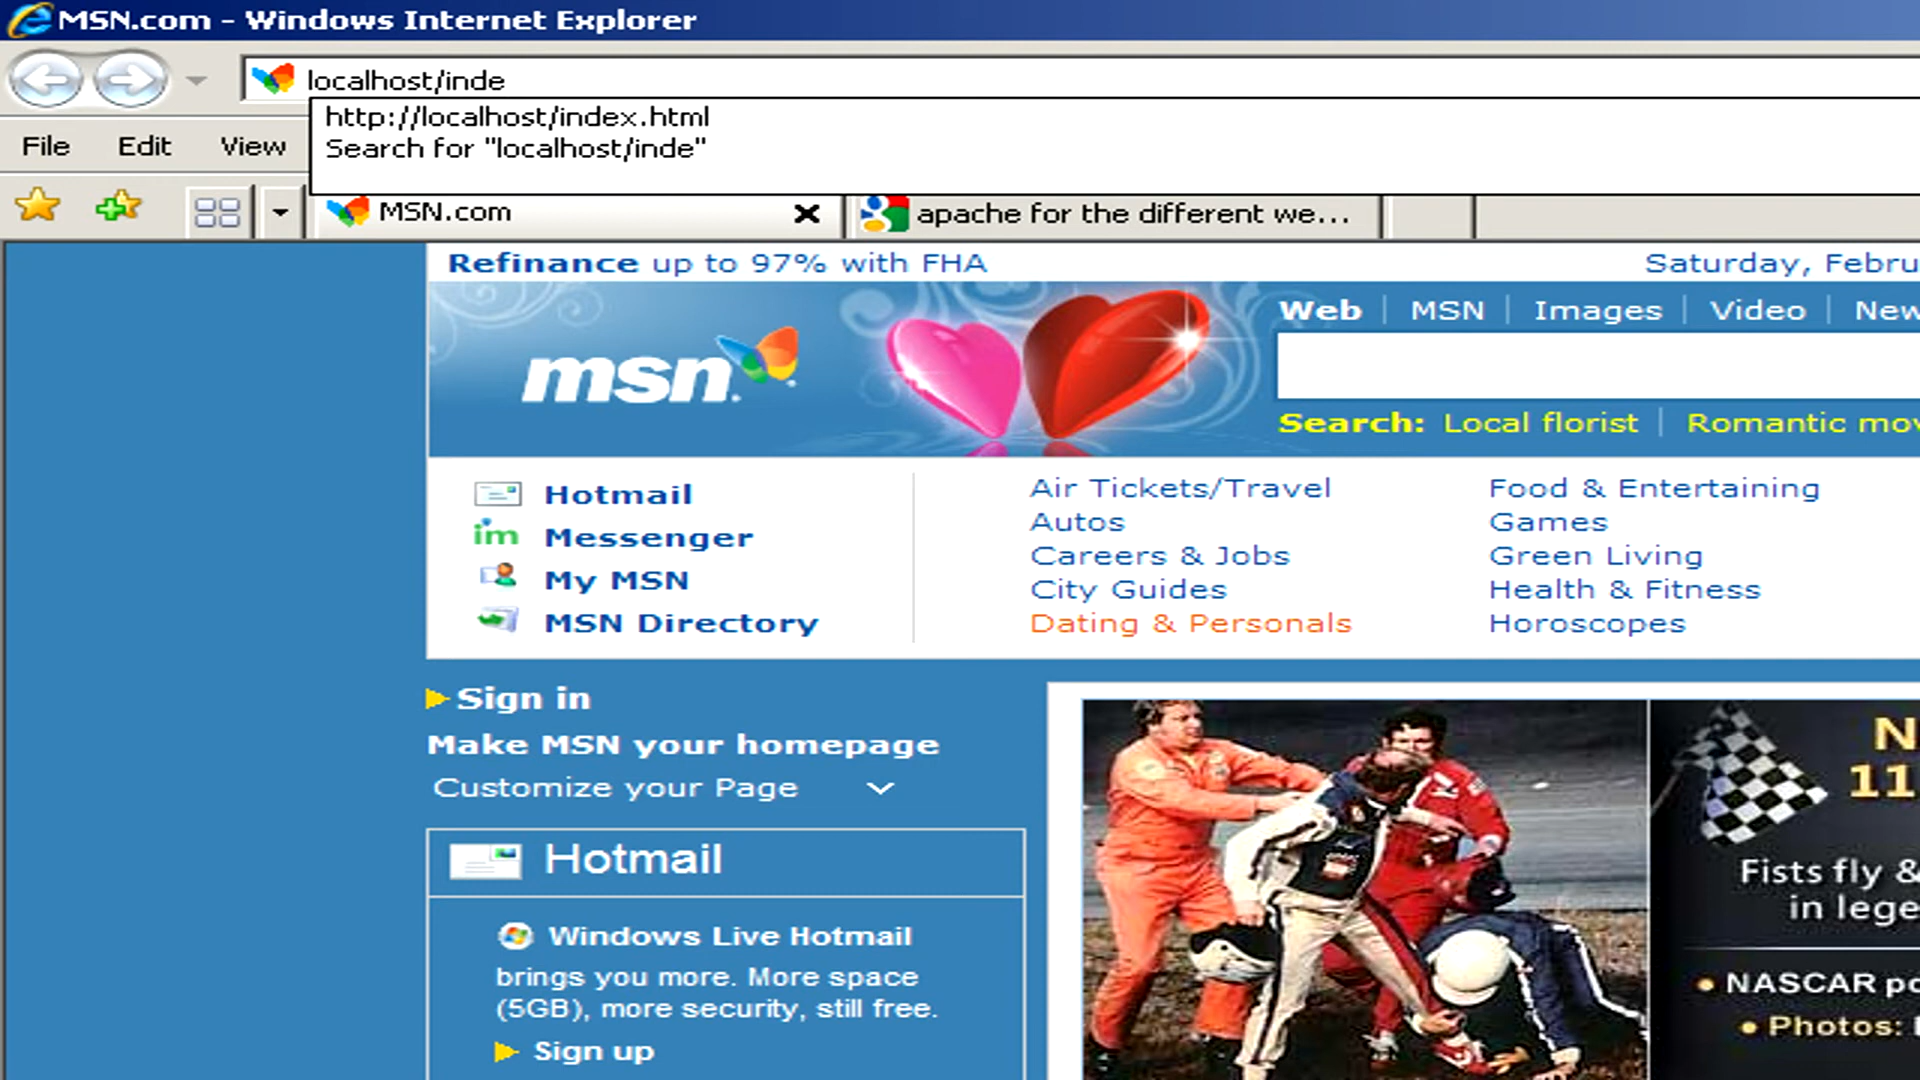 MSN.com - Windows Internet Explorer
localhost/inde
http://localhost/index.html
Search for "localhost/inde"
File Edit View
MSN.com
apache for the different we...
Refinance up to 97% with FHA
Saturday, Febru
msn
Web | MSN | Images | Video | New
Search: Local florist | Romantic mov
Hotmail
Messenger
My MSN
MSN Directory
Air Tickets/Travel
Autos
Careers & Jobs
City Guides
Dating & Personals
Food & Entertaining
Games
Green Living
Health & Fitness
Horoscopes
Sign in
Make MSN your homepage
Customize your Page
Hotmail
Windows Live Hotmail
brings you more. More space
(5GB), more security, still free.
Sign up
N
11
Fists fly &
in lege
NASCAR po
Photos: